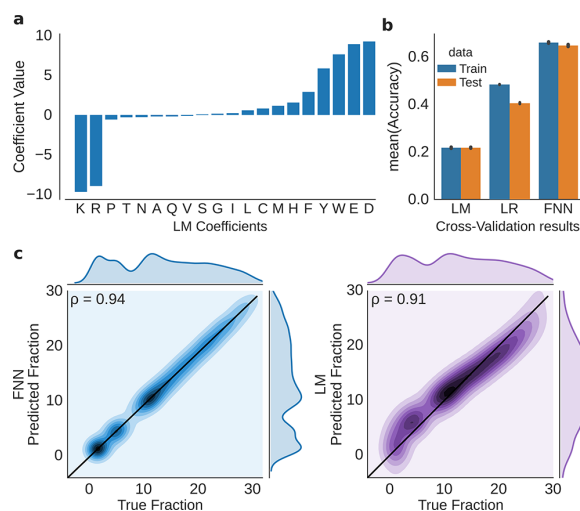 a
Coefficient Value
10
5
0
−5
−10
K R P T N A Q V S G I L C M H F Y W E D
LM Coefficients
b
mean(Accuracy)
0.6
0.4
0.2
0.0
data
Train
Test
LM LR FNN
Cross-Validation results
c
ρ = 0.94
FNN
Predicted Fraction
30
20
10
0
0 10 20 30
True Fraction
ρ = 0.91
LM
Predicted Fraction
30
20
10
0
0 10 20 30
True Fraction